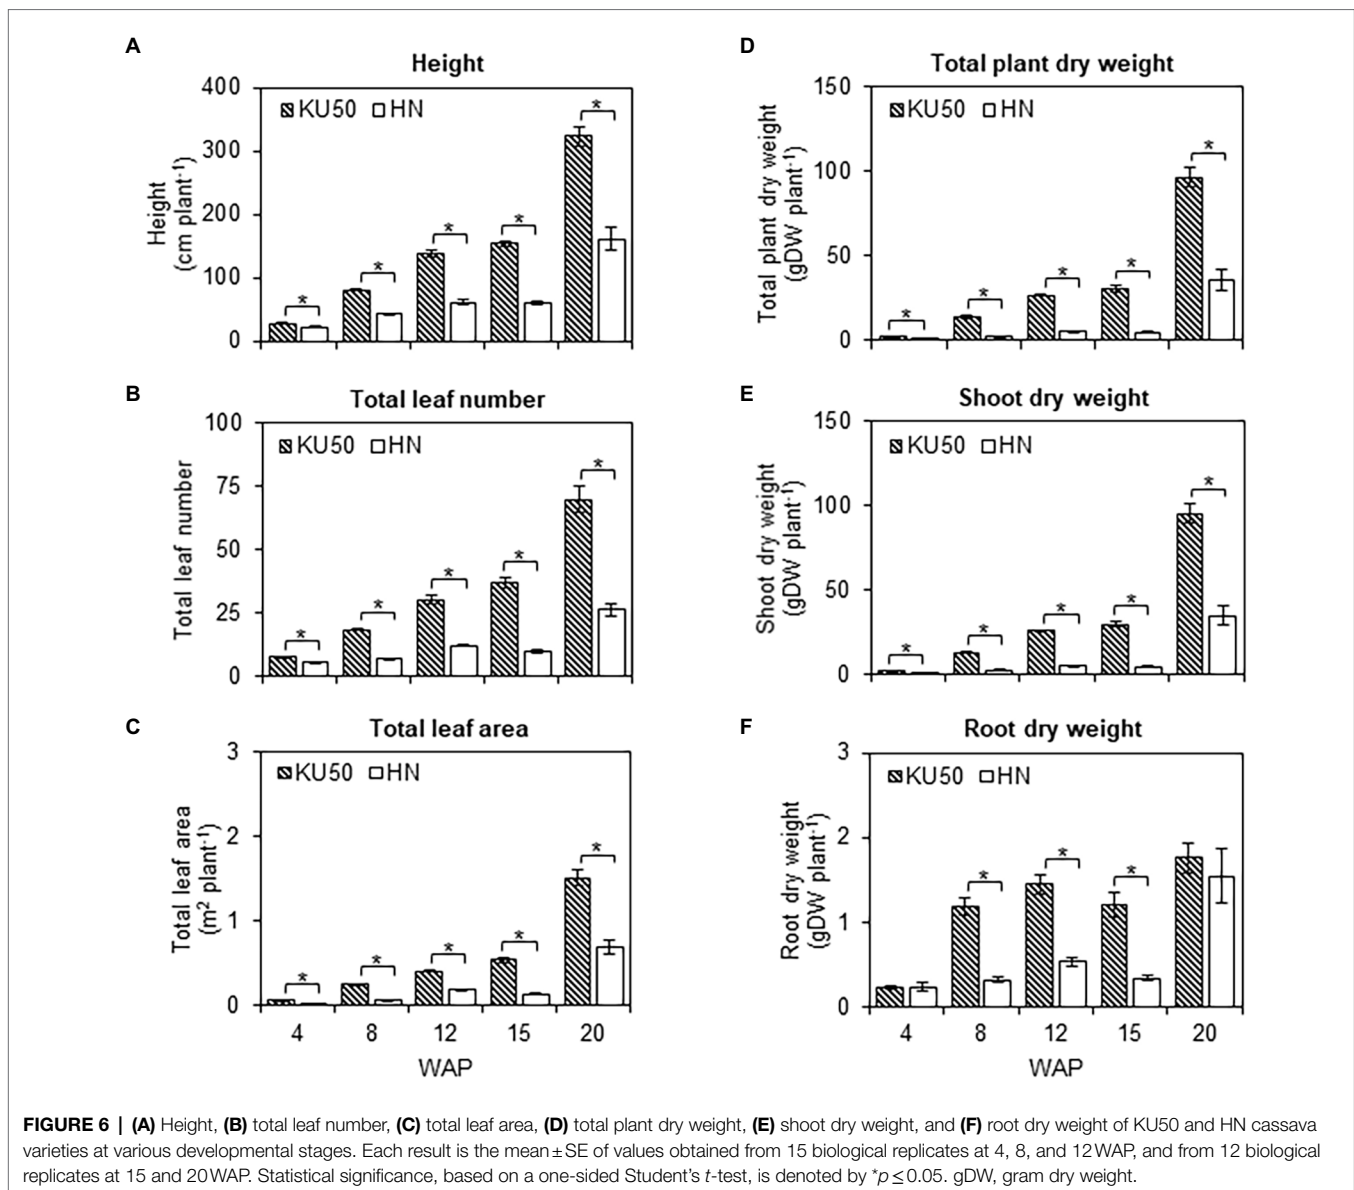 A
Height
400
300
200
100
0
Height
(cm plant⁻¹)
KU50 HN
* * * * *
B
Total leaf number
100
75
50
25
0
Total leaf number
KU50 HN
* * * * *
C
Total leaf area
3
2
1
0
Total leaf area
(m² plant⁻¹)
KU50 HN
* * * * *
4 8 12 15 20
WAP
D
Total plant dry weight
150
100
50
0
Total plant dry weight
(gDW plant⁻¹)
KU50 HN
* * * * *
E
Shoot dry weight
150
100
50
0
Shoot dry weight
(gDW plant⁻¹)
KU50 HN
* * * * *
F
Root dry weight
3
2
1
0
Root dry weight
(gDW plant⁻¹)
KU50 HN
* * *
4 8 12 15 20
WAP
FIGURE 6 | (A) Height, (B) total leaf number, (C) total leaf area, (D) total plant dry weight, (E) shoot dry weight, and (F) root dry weight of KU50 and HN cassava
varieties at various developmental stages. Each result is the mean ± SE of values obtained from 15 biological replicates at 4, 8, and 12 WAP, and from 12 biological
replicates at 15 and 20 WAP. Statistical significance, based on a one-sided Student's t-test, is denoted by *p ≤ 0.05. gDW, gram dry weight.